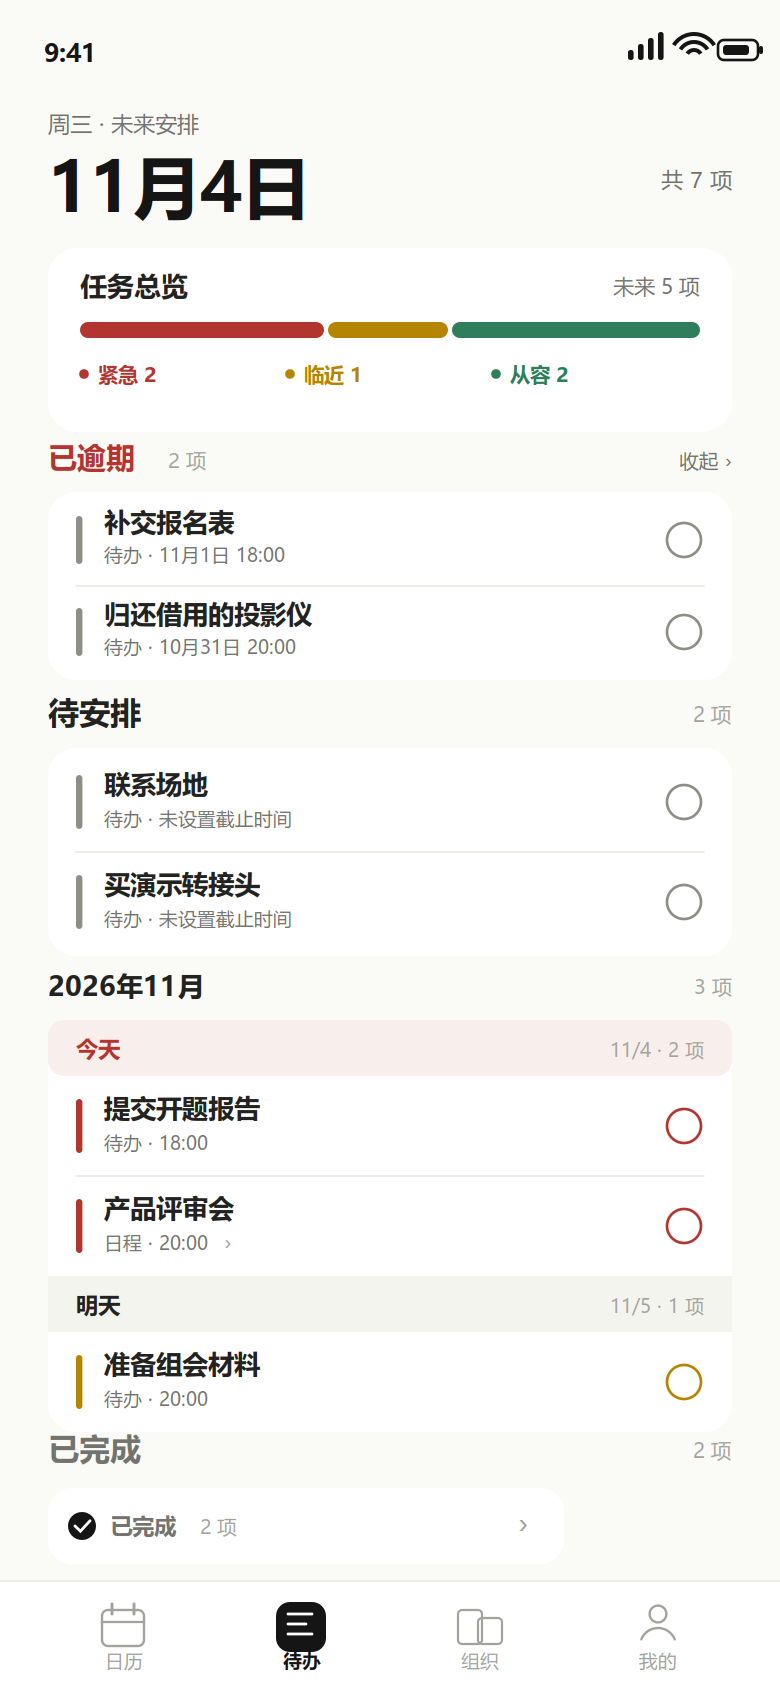 9:41
周三 · 未来安排
11月4日
共 7 项
任务总览
未来 5 项
紧急 2
临近 1
从容 2
已逾期
2 项
收起 ›
补交报名表
待办 · 11月1日 18:00
归还借用的投影仪
待办 · 10月31日 20:00
待安排
2 项
联系场地
待办 · 未设置截止时间
买演示转接头
待办 · 未设置截止时间
2026年11月
3 项
今天
11/4 · 2 项
提交开题报告
待办 · 18:00
产品评审会
日程 · 20:00 ›
明天
11/5 · 1 项
准备组会材料
待办 · 20:00
已完成
2 项
已完成
2 项
›
日历
待办
组织
我的